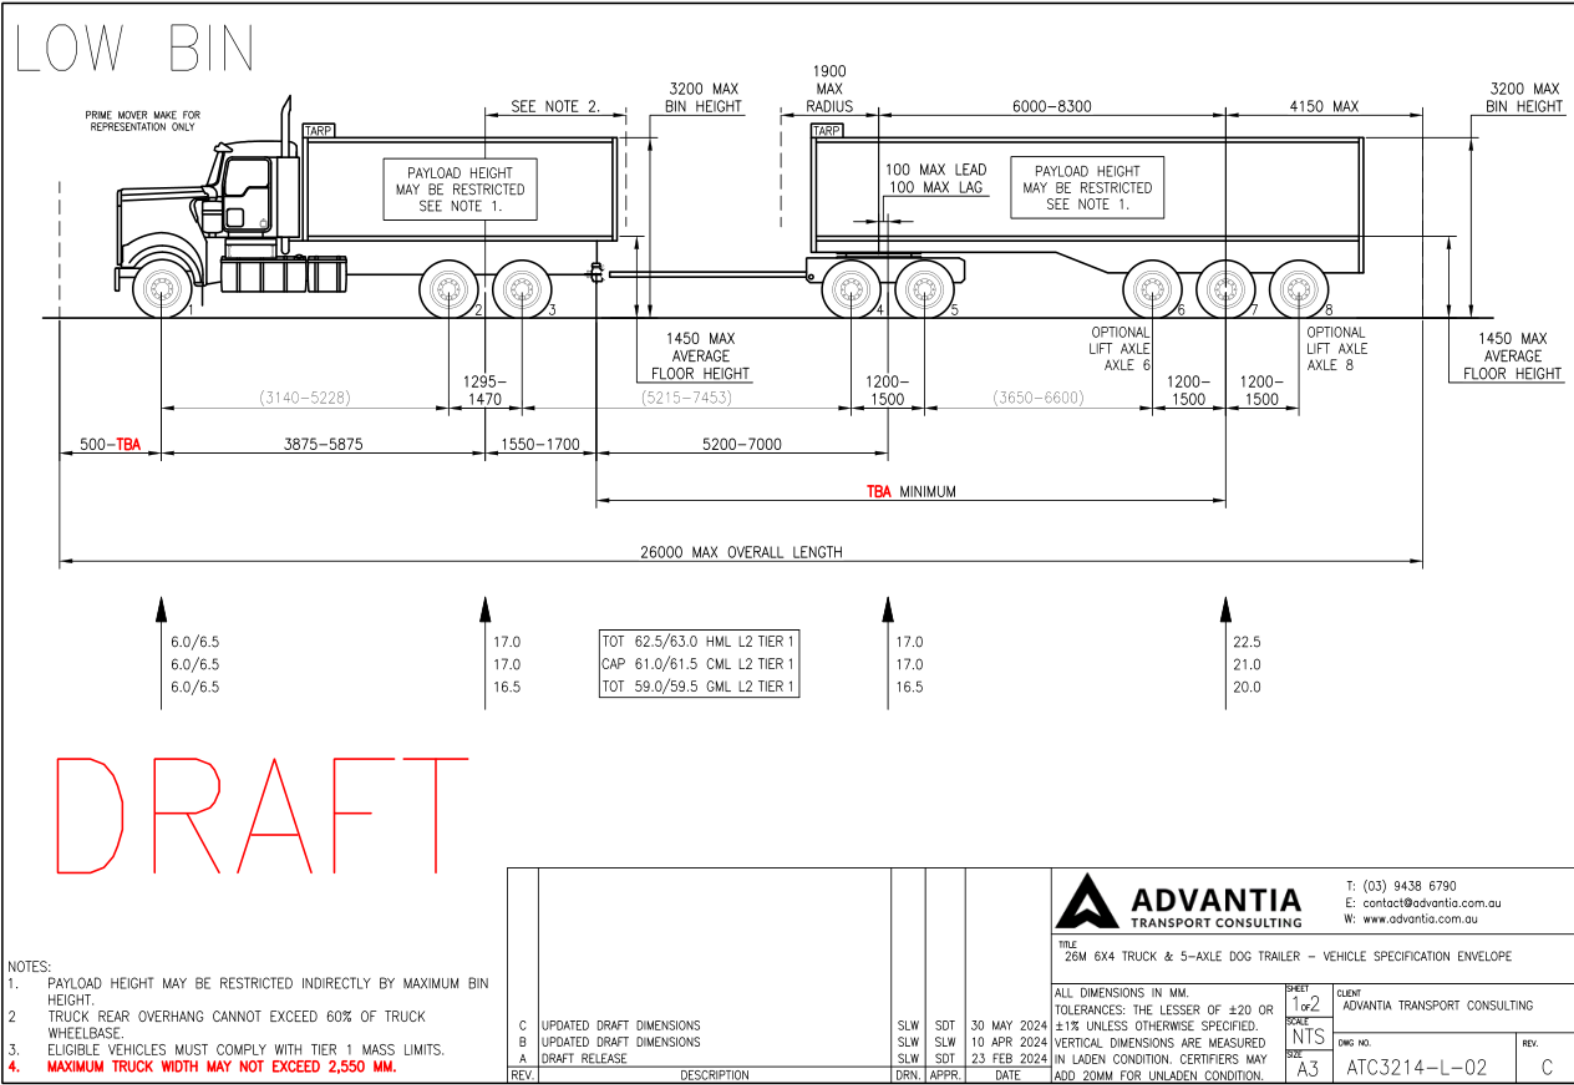 LOW BIN
PRIME MOVER MAKE FOR
REPRESENTATION ONLY
SEE NOTE 2.
3200 MAX
BIN HEIGHT
1900
MAX
RADIUS
6000-8300
4150 MAX
3200 MAX
BIN HEIGHT
TARP
TARP
PAYLOAD HEIGHT
MAY BE RESTRICTED
SEE NOTE 1.
100 MAX LEAD
100 MAX LAG
PAYLOAD HEIGHT
MAY BE RESTRICTED
SEE NOTE 1.
1
2
3
4
5
6
7
8
1450 MAX
AVERAGE
FLOOR HEIGHT
OPTIONAL
LIFT AXLE
AXLE 6
OPTIONAL
LIFT AXLE
AXLE 8
1450 MAX
AVERAGE
FLOOR HEIGHT
(3140-5228)
1295-
1470
(5215-7453)
1200-
1500
(3650-6600)
1200-
1500
1200-
1500
500-TBA
3875-5875
1550-1700
5200-7000
TBA MINIMUM
26000 MAX OVERALL LENGTH
6.0/6.5
6.0/6.5
6.0/6.5
17.0
17.0
16.5
TOT 62.5/63.0 HML L2 TIER 1
CAP 61.0/61.5 CML L2 TIER 1
TOT 59.0/59.5 GML L2 TIER 1
17.0
17.0
16.5
22.5
21.0
20.0
DRAFT
NOTES:
1. PAYLOAD HEIGHT MAY BE RESTRICTED INDIRECTLY BY MAXIMUM BIN
HEIGHT.
2 TRUCK REAR OVERHANG CANNOT EXCEED 60% OF TRUCK
WHEELBASE.
3. ELIGIBLE VEHICLES MUST COMPLY WITH TIER 1 MASS LIMITS.
4. MAXIMUM TRUCK WIDTH MAY NOT EXCEED 2,550 MM.
C UPDATED DRAFT DIMENSIONS SLW SDT 30 MAY 2024
B UPDATED DRAFT DIMENSIONS SLW SLW 10 APR 2024
A DRAFT RELEASE SLW SDT 23 FEB 2024
REV. DESCRIPTION DRN. APPR. DATE
ADVANTIA
TRANSPORT CONSULTING
T: (03) 9438 6790
E: contact@advantia.com.au
W: www.advantia.com.au
TITLE
26M 6X4 TRUCK & 5-AXLE DOG TRAILER - VEHICLE SPECIFICATION ENVELOPE
ALL DIMENSIONS IN MM.
TOLERANCES: THE LESSER OF ±20 OR
±1% UNLESS OTHERWISE SPECIFIED.
VERTICAL DIMENSIONS ARE MEASURED
IN LADEN CONDITION. CERTIFIERS MAY
ADD 20MM FOR UNLADEN CONDITION.
SHEET
1 OF 2
SCALE
NTS
SIZE
A3
CLIENT
ADVANTIA TRANSPORT CONSULTING
DWG NO.
ATC3214-L-02
REV.
C